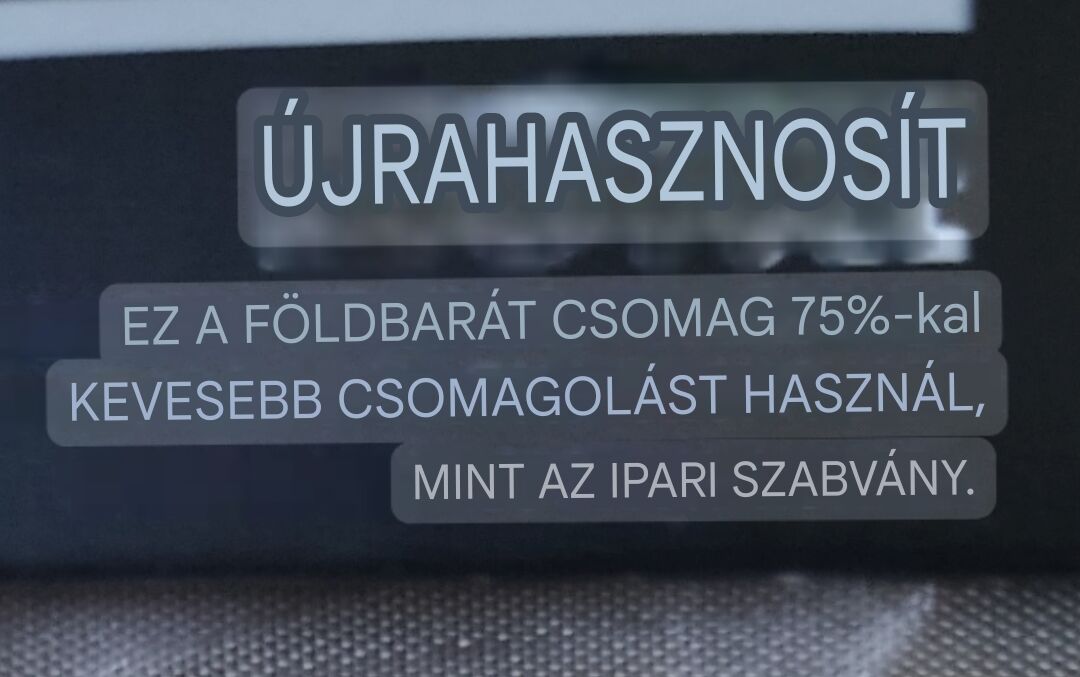 ÚJRAHASZNOSÍT
EZ A FÖLDBARÁT CSOMAG 75%-kal
KEVESEBB CSOMAGOLÁST HASZNÁL,
MINT AZ IPARI SZABVÁNY.